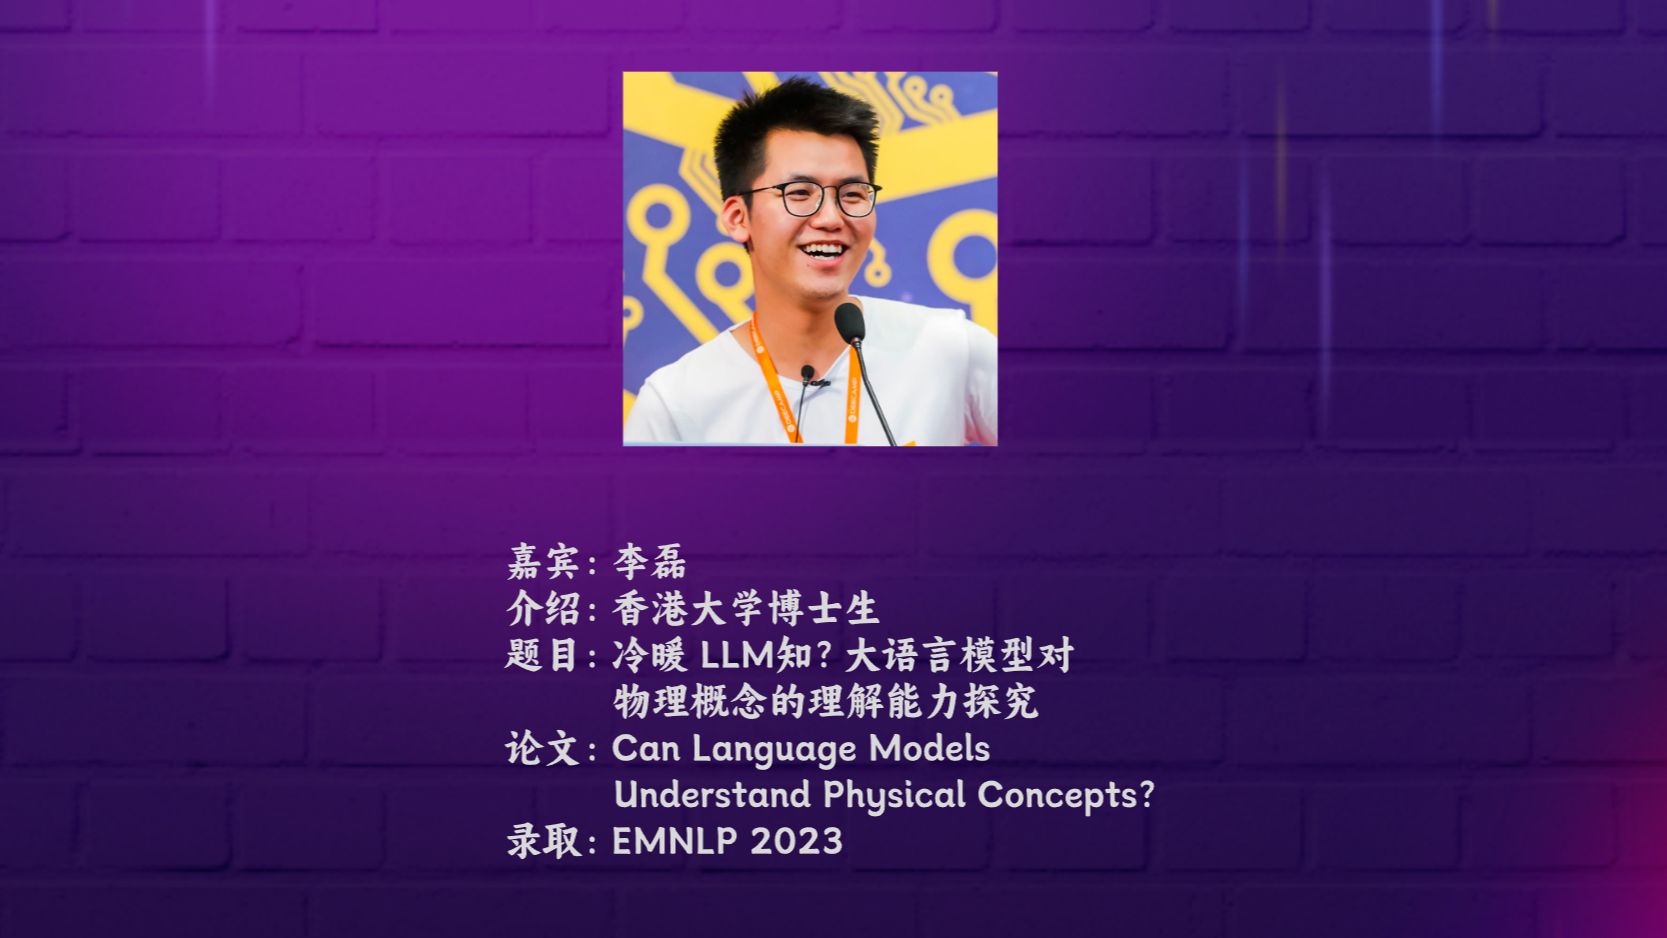 嘉宾：李磊
介绍：香港大学博士生
题目：冷暖 LLM知？大语言模型对
物理概念的理解能力探究
论文：Can Language Models
Understand Physical Concepts?
录取：EMNLP 2023